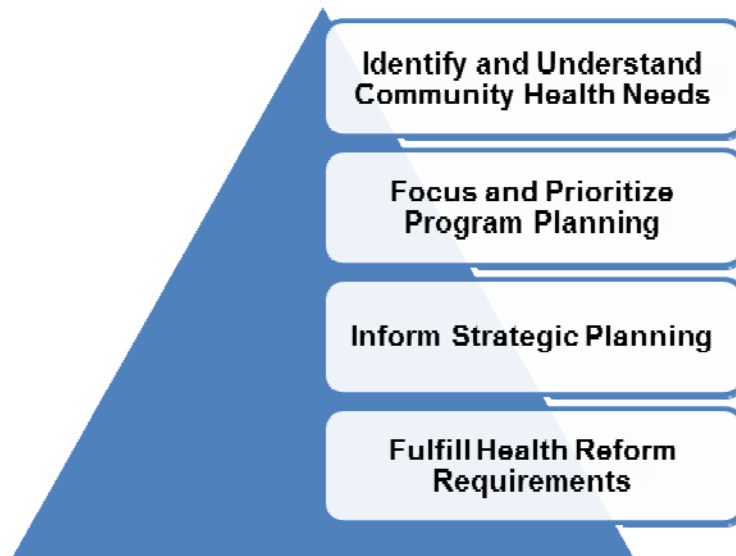 Identify and Understand
Community Health Needs
Focus and Prioritize
Program Planning
Inform Strategic Planning
Fulfill Health Reform
Requirements